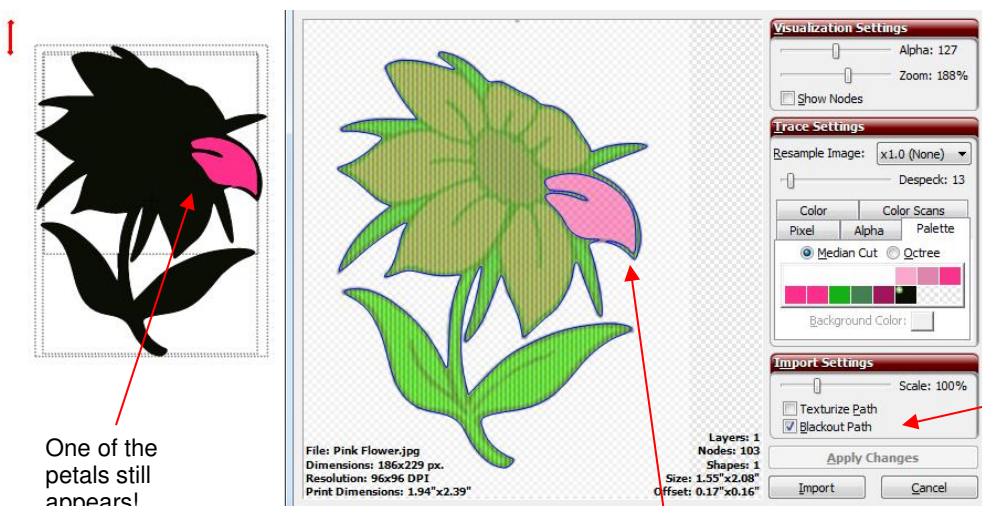 One of the
petals still
appears!
File: Pink Flower.jpg
Dimensions: 186x229 px.
Resolution: 96x96 DPI
Print Dimensions: 1.94"x2.39"
Layers: 1
Nodes: 103
Shapes: 1
Size: 1.55"x2.08"
Offset: 0.17"x0.16"
Visualization Settings
Alpha: 127
Zoom: 188%
Show Nodes
Trace Settings
Resample Image: x1.0 (None)
Despeck: 13
Color Color Scans
Pixel Alpha Palette
Median Cut Octree
Background Color:
Import Settings
Scale: 100%
Texturize Path
Blackout Path
Apply Changes
Import Cancel